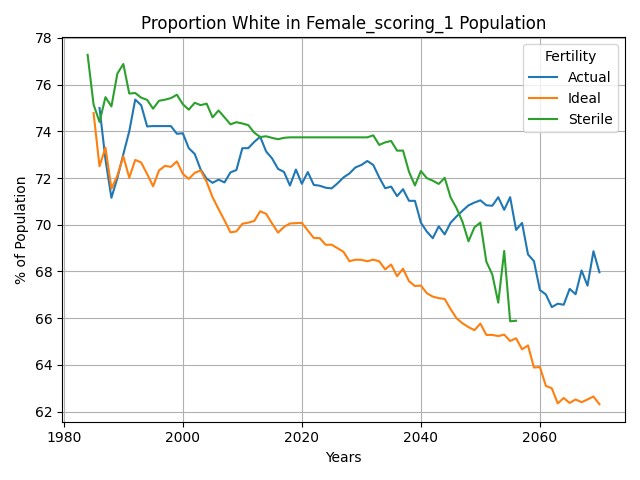 Proportion White in Female_scoring_1 Population
% of Population
78
76
74
72
70
68
66
64
62
Fertility
Actual
Ideal
Sterile
1980
2000
2020
2040
2060
Years